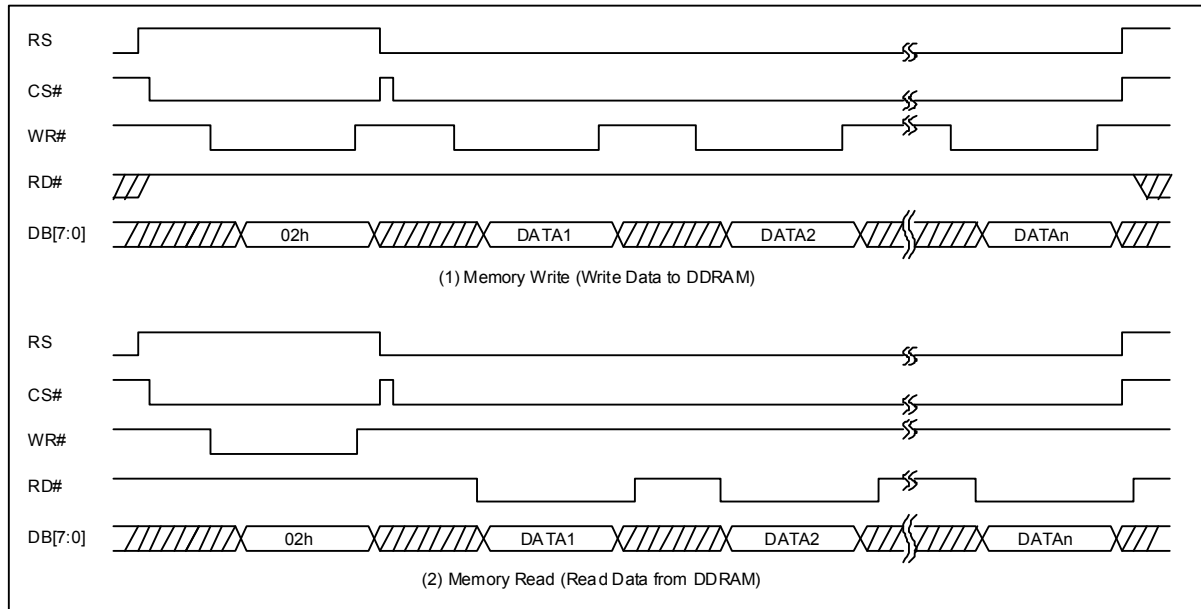 RS
CS#
WR#
RD#
DB[7:0] 02h DATA1 DATA2 DATAn
(1) Memory Write (Write Data to DDRAM)
RS
CS#
WR#
RD#
DB[7:0] 02h DATA1 DATA2 DATAn
(2) Memory Read (Read Data from DDRAM)